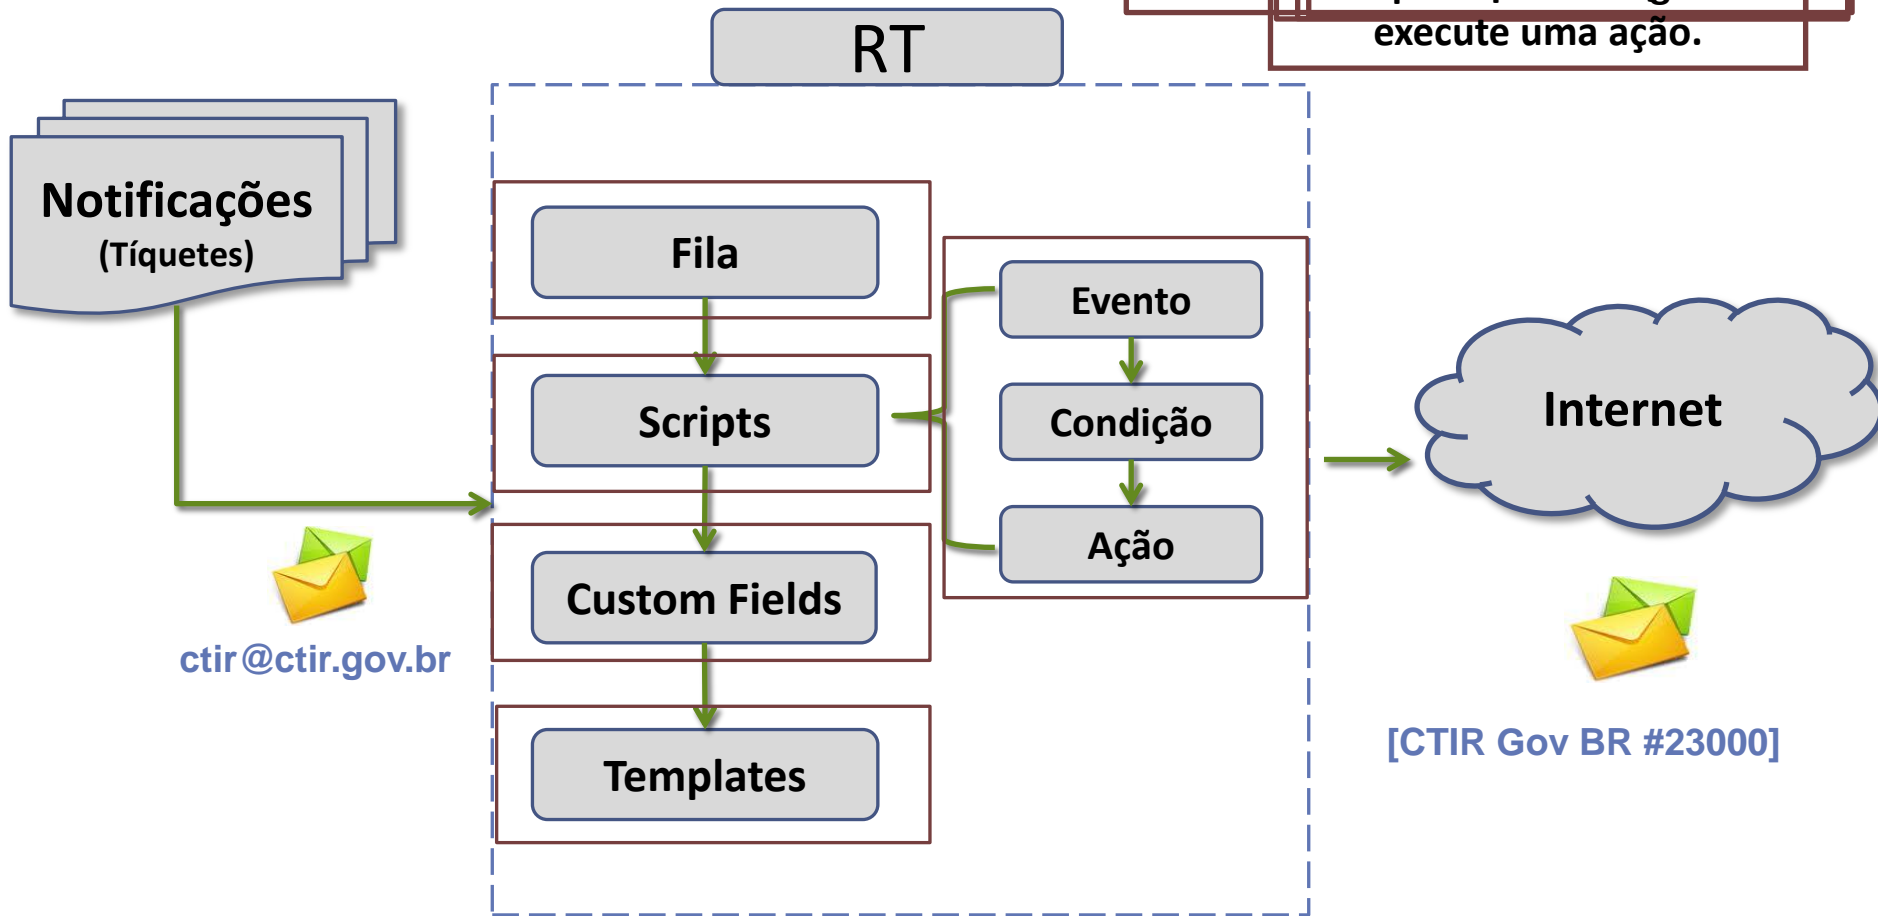 execute uma ação.
RT
Notificações
(Tíquetes)
Fila
Scripts
Custom Fields
Templates
Evento
Condição
Ação
Internet
ctir@ctir.gov.br
[CTIR Gov BR #23000]